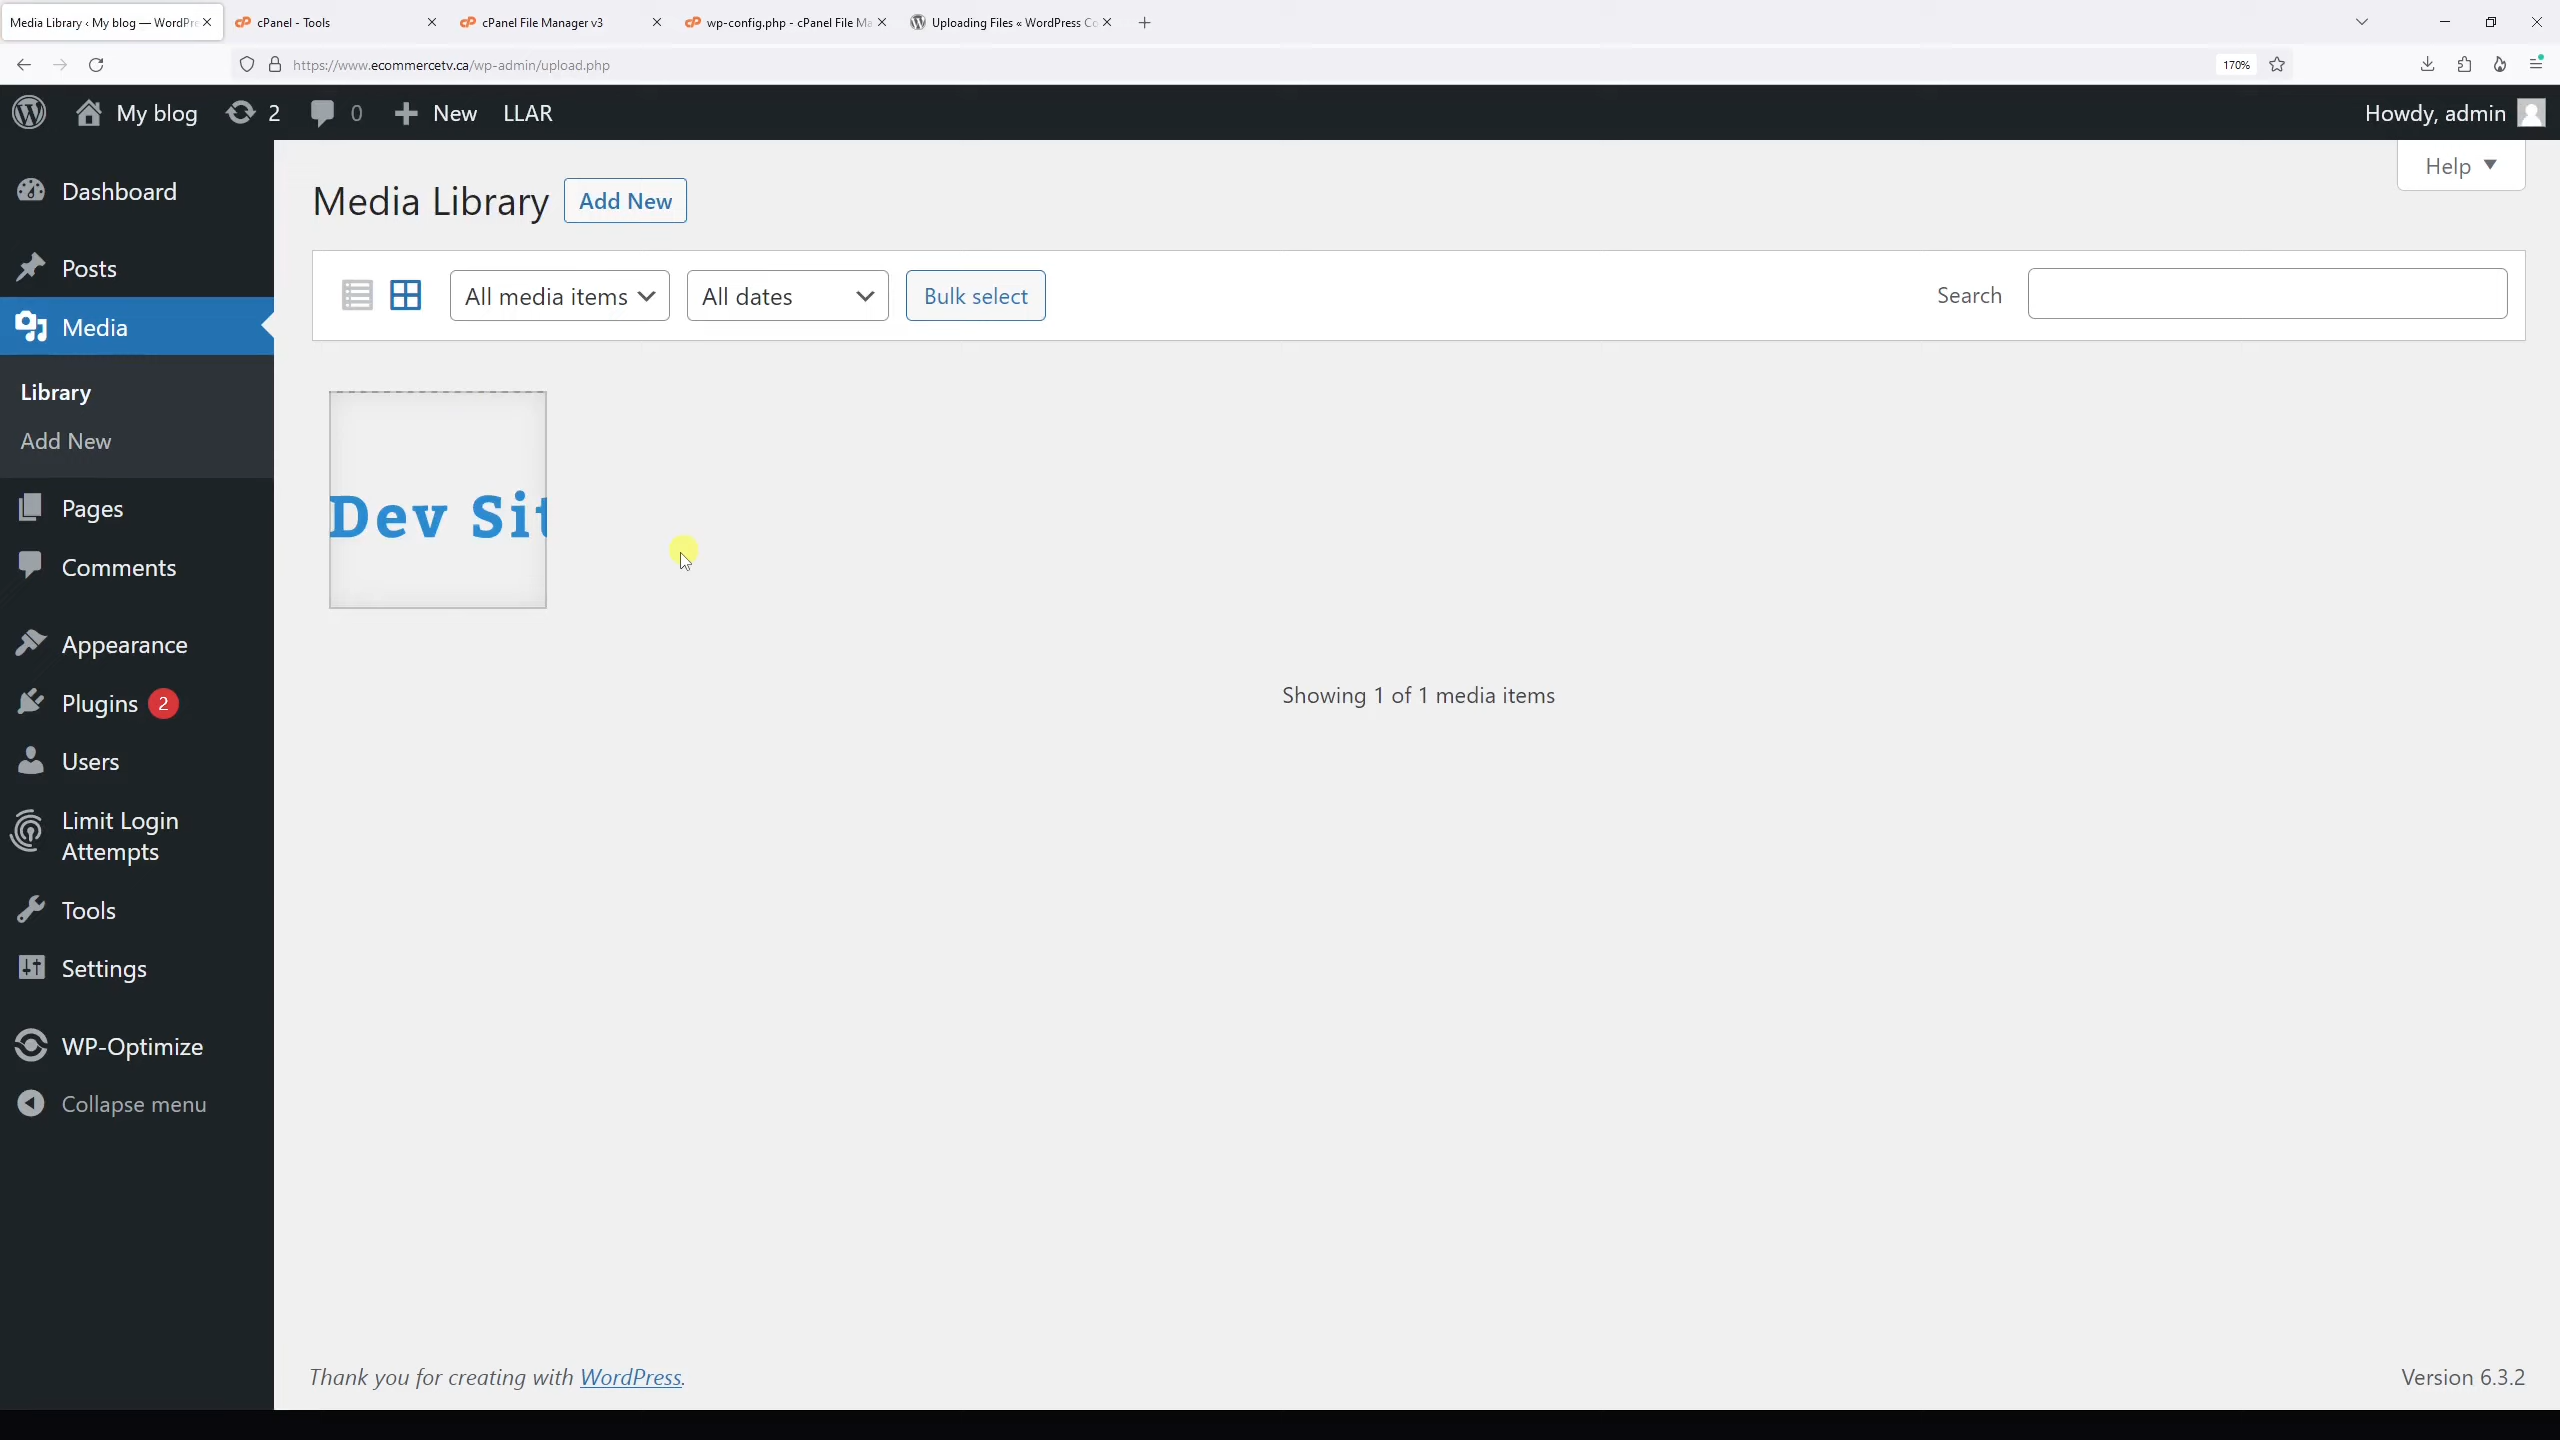 Media Library ‹ My blog — WordPr
cPanel - Tools
cPanel File Manager v3
wp-config.php - cPanel File Ma
Uploading Files « WordPress Co
https://www.ecommercetv.ca/wp-admin/upload.php
170%
My blog
2
0
New
LLAR
Howdy, admin
Help
Dashboard
Posts
Media
Library
Add New
Pages
Comments
Appearance
Plugins 2
Users
Limit Login
Attempts
Tools
Settings
WP-Optimize
Collapse menu
Media Library
Add New
All media items
All dates
Bulk select
Search
Dev Sit
Showing 1 of 1 media items
Thank you for creating with WordPress.
Version 6.3.2